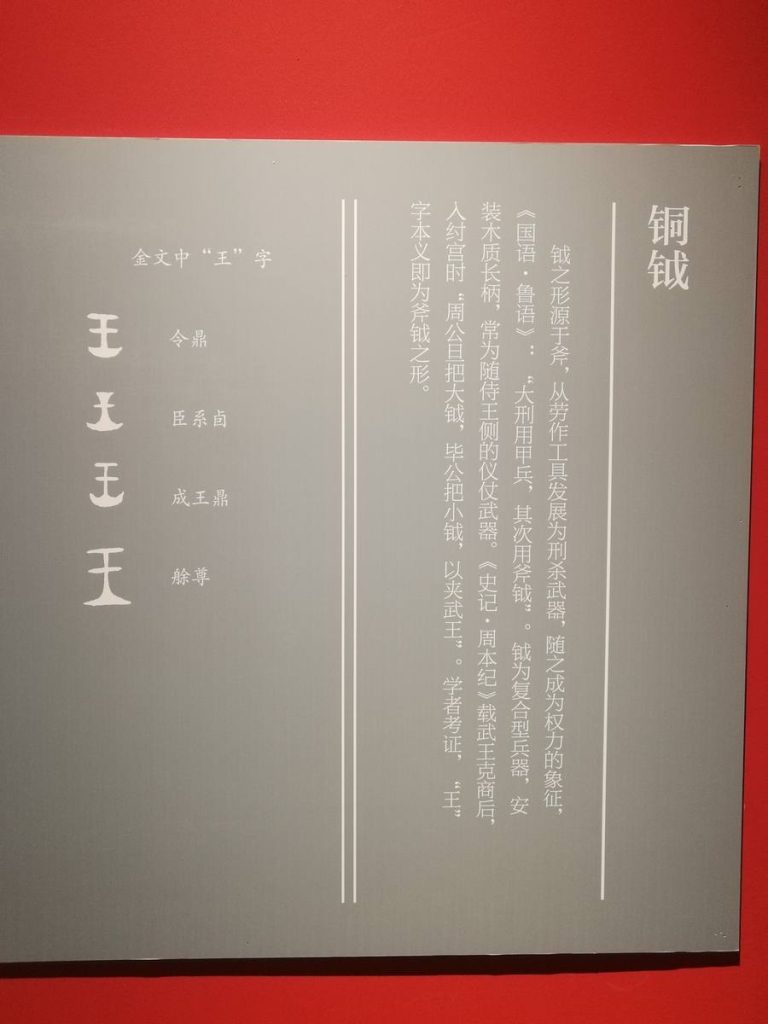 铜钺
钺之形源于斧，从劳作工具发展为刑杀武器，随之成为权力的象征，
《国语·鲁语》：“大刑用甲兵，其次用斧钺”。钺为复合型兵器，安
装木质长柄，常为随侍王侧的仪仗武器。《史记·周本纪》载武王克商后，
入纣宫时“周公旦把大钺，毕公把小钺，以夹武王”。学者考证，“王”
字本义即为斧钺之形。
金文中“王”字
王 令鼎
王 臣系卣
王 成王鼎
王 艅尊